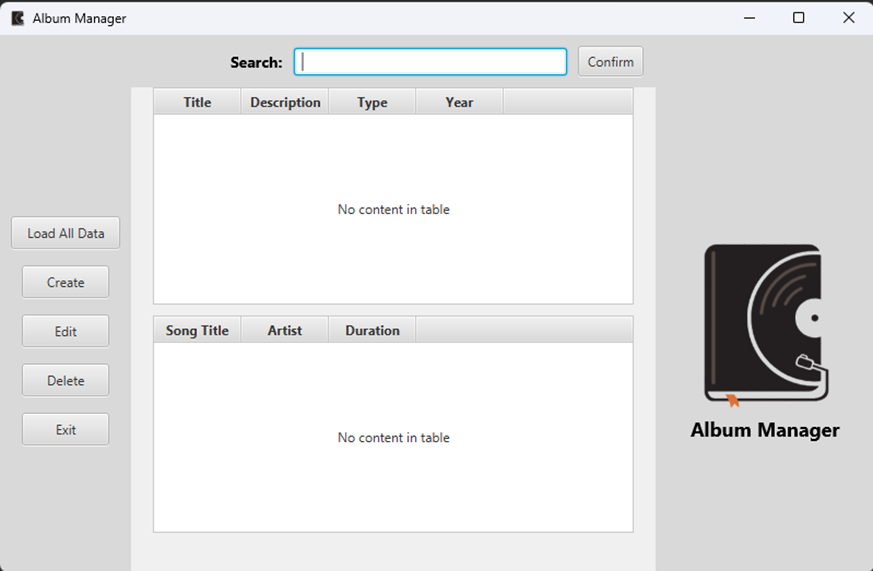 Album Manager
Search: Confirm
Title Description Type Year
No content in table
Load All Data
Create
Edit
Delete
Exit
Song Title Artist Duration
No content in table
Album Manager